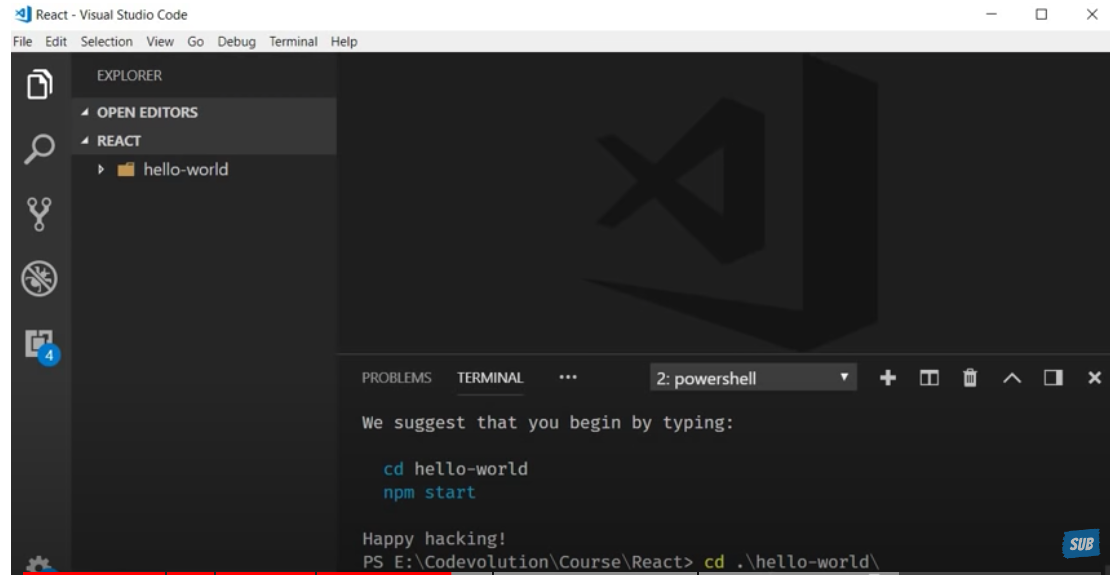 React - Visual Studio Code
File Edit Selection View Go Debug Terminal Help
EXPLORER
OPEN EDITORS
REACT
hello-world
4
PROBLEMS TERMINAL ••• 2: powershell
We suggest that you begin by typing:
cd hello-world
npm start
Happy hacking!
PS E:\Codevolution\Course\React> cd .\hello-world\
SUB